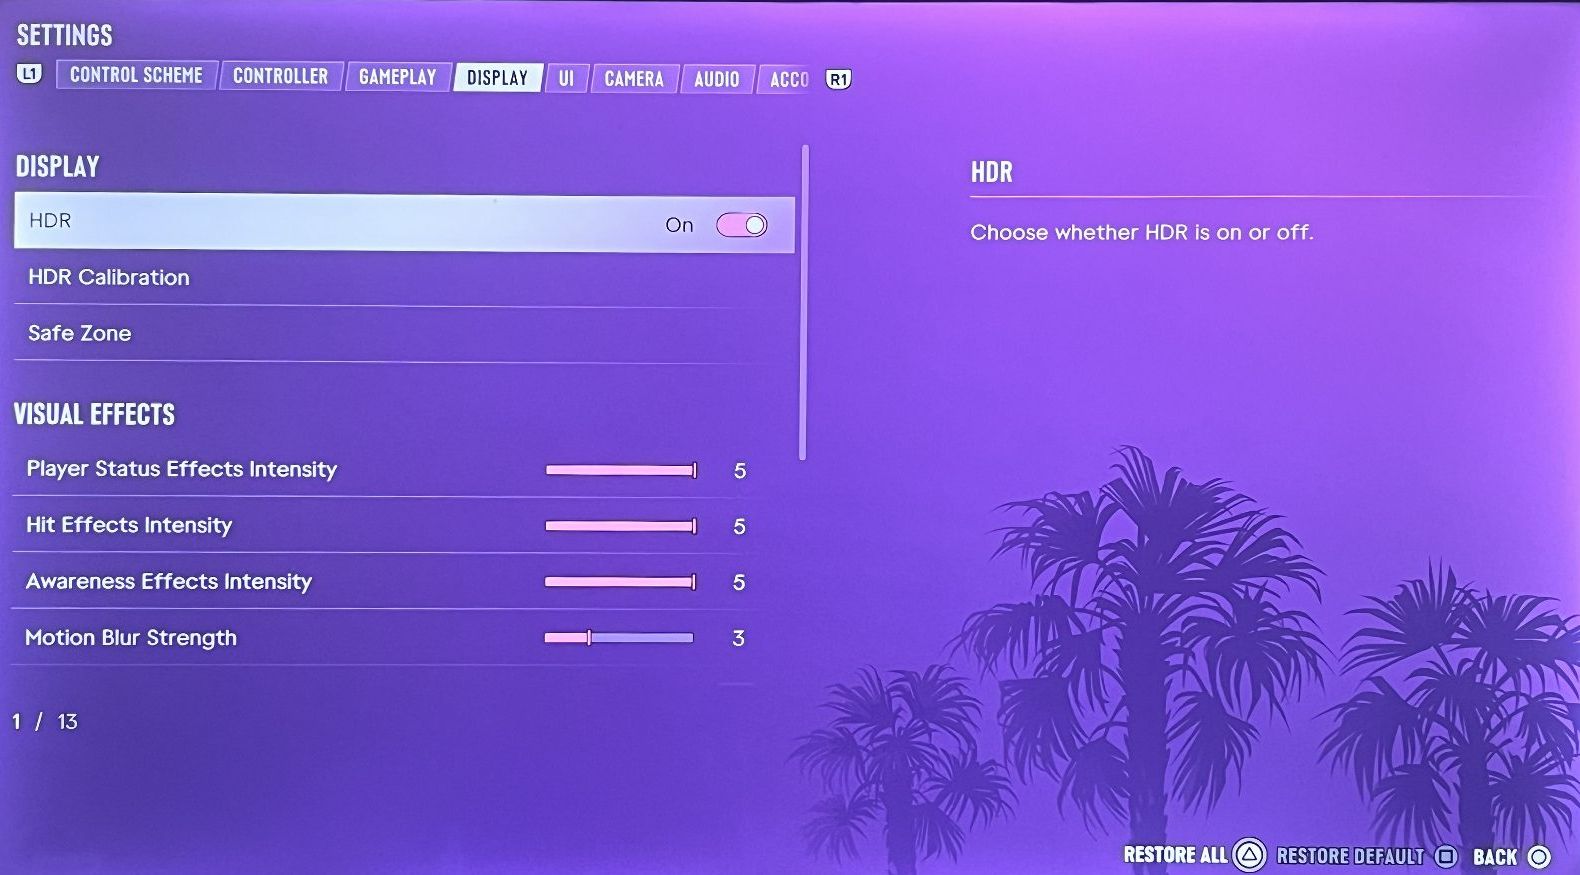 SETTINGS
L1 CONTROL SCHEME CONTROLLER GAMEPLAY DISPLAY UI CAMERA AUDIO ACCO R1
DISPLAY
HDR On
HDR Calibration
Safe Zone
VISUAL EFFECTS
Player Status Effects Intensity 5
Hit Effects Intensity 5
Awareness Effects Intensity 5
Motion Blur Strength 3
1 / 13
HDR
Choose whether HDR is on or off.
RESTORE ALL RESTORE DEFAULT BACK